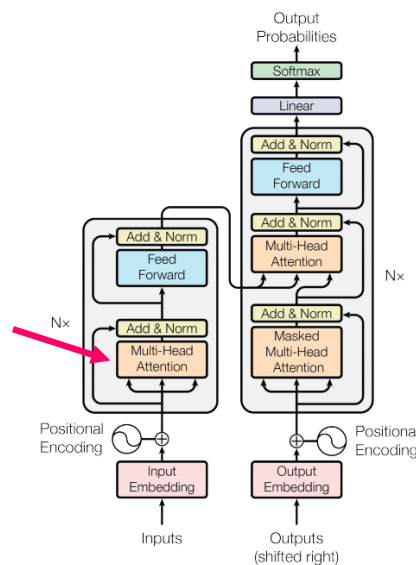 Output
Probabilities
Softmax
Linear
Add & Norm
Feed
Forward
Add & Norm
Multi-Head
Attention
Nx
Add & Norm
Masked
Multi-Head
Attention
Add & Norm
Feed
Forward
Nx
Add & Norm
Multi-Head
Attention
Positional
Encoding
Input
Embedding
Inputs
Positional
Encoding
Output
Embedding
Outputs
(shifted right)